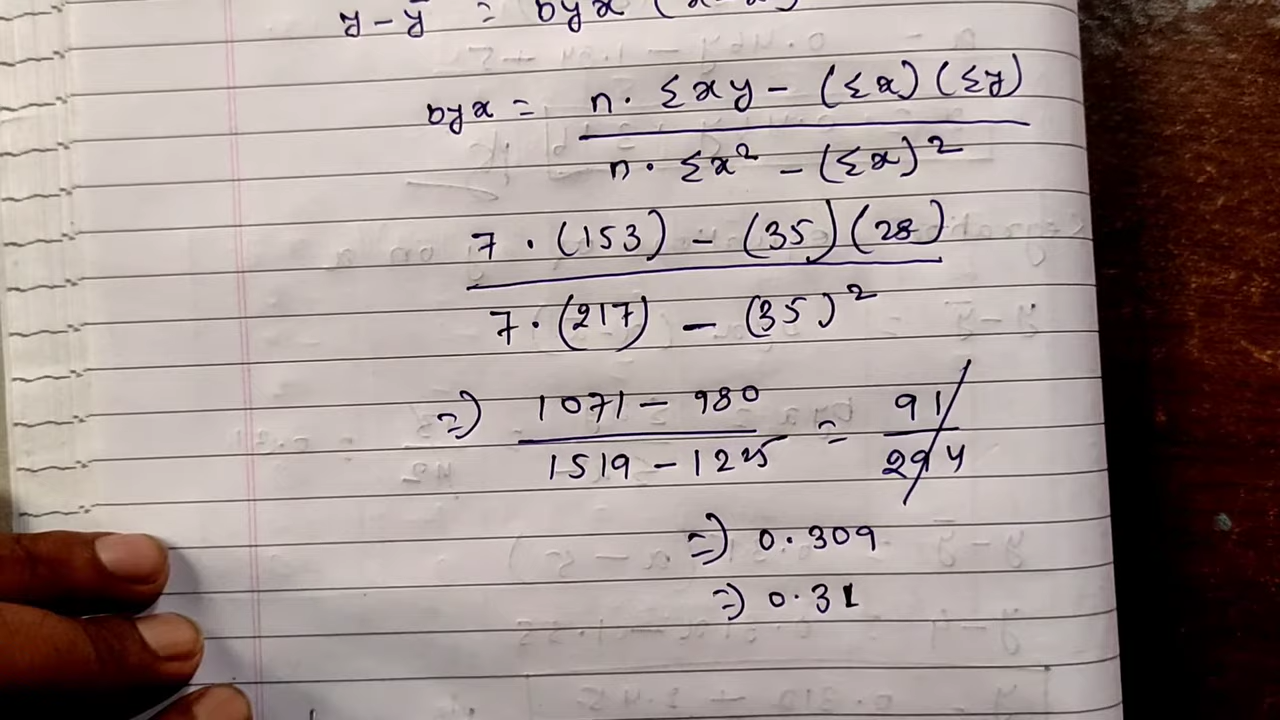 y - ȳ = byx (x - x̄)
byx = n · Σxy - (Σx) (Σy)
n · Σx² - (Σx)²
7 · (153) - (35) (28)
7 · (217) - (35)²
=> 1071 - 980 = 91
1519 - 1225 294
=> 0.309
=> 0.31